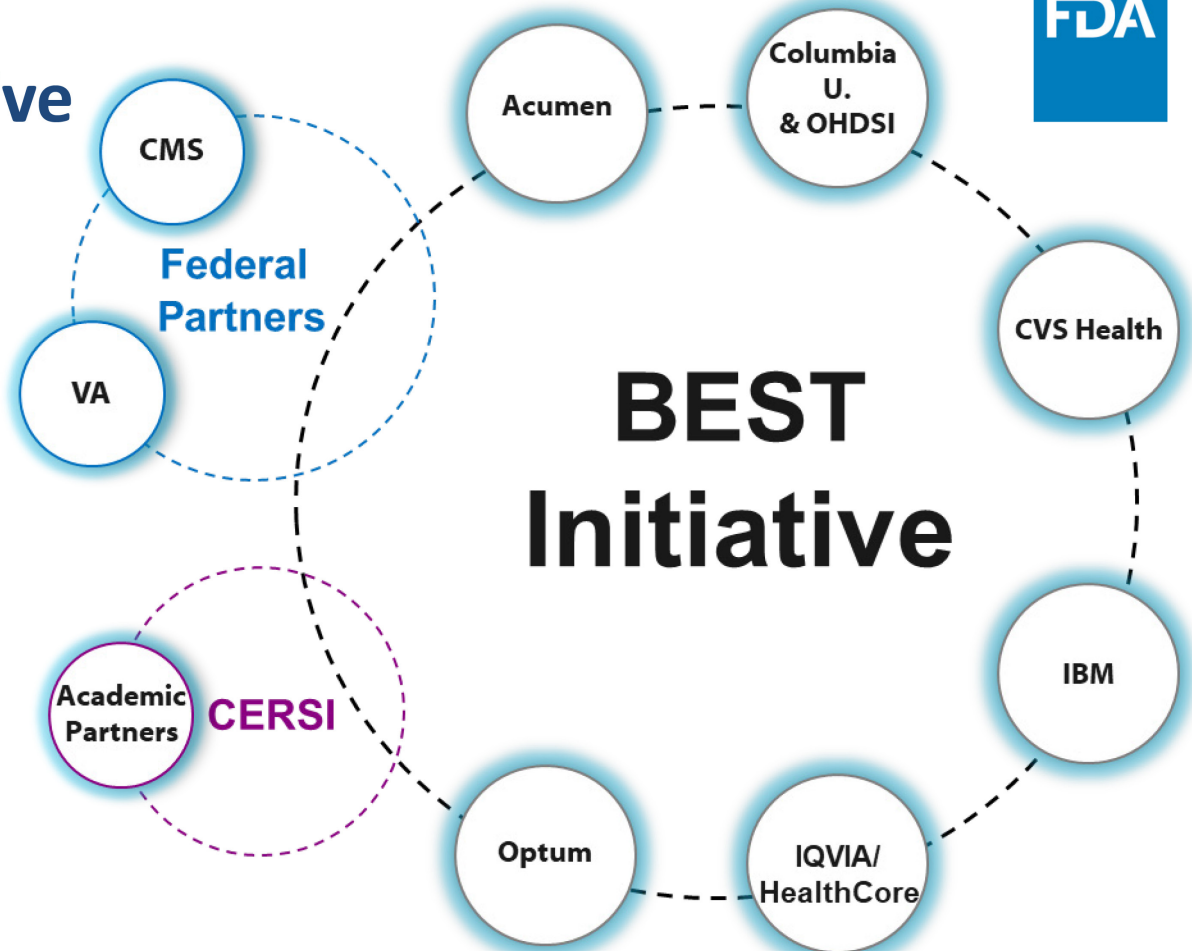 FDA
ve
CMS
Federal
Partners
VA
Acumen
Columbia
U.
& OHDSI
CVS Health
BEST
Initiative
IBM
Academic
Partners
CERSI
Optum
IQVIA/
HealthCore